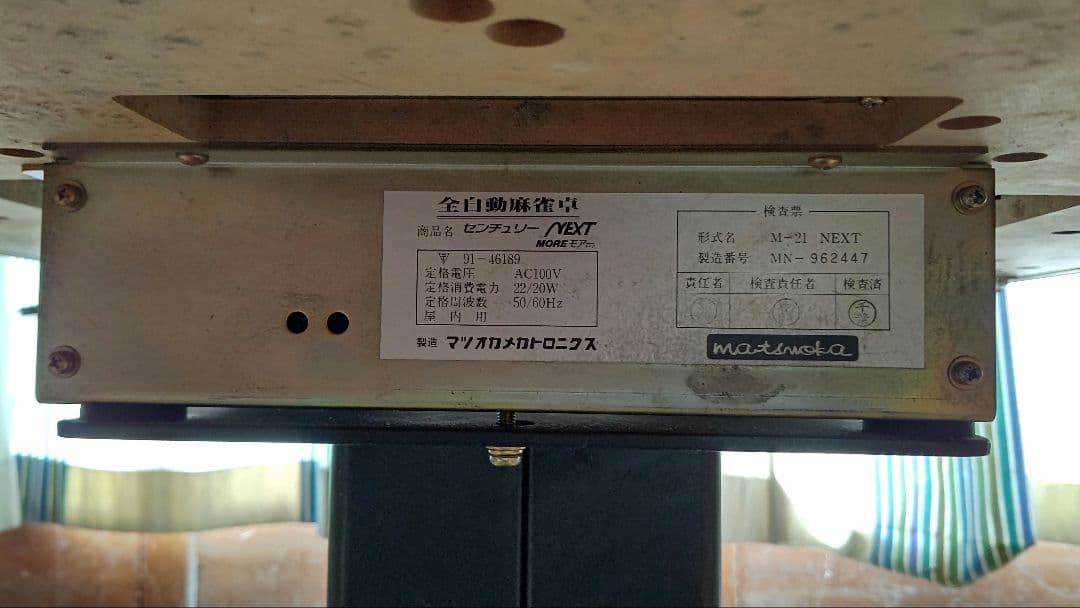 全自動麻雀卓
商品名 センチュリー NEXT
MORE モア
91-46189
定格電圧 AC100V
定格消費電力 22/20W
定格周波数 50/60Hz
屋内用
製造 マツオカメカトロニクス
検査票
形式名 M-21 NEXT
製造番号 MN-962447
責任者 検査責任者 検査済
matsuoka